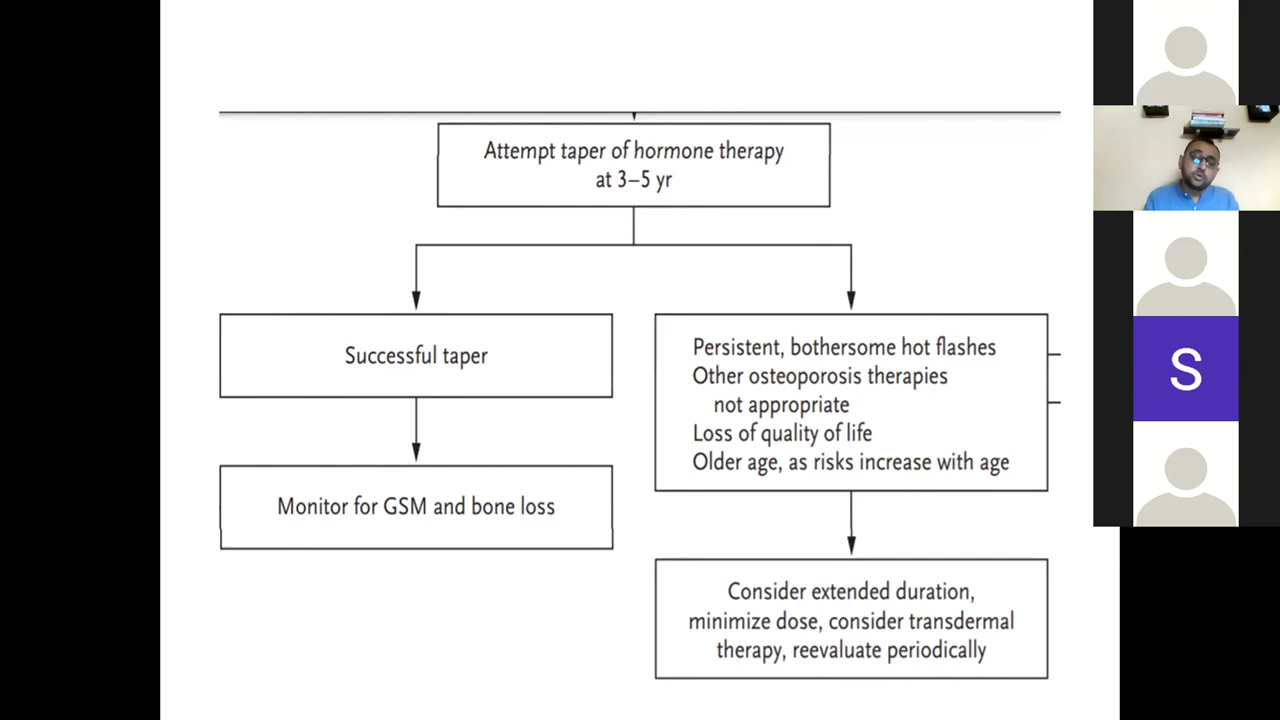 Attempt taper of hormone therapy
at 3–5 yr
Successful taper
Monitor for GSM and bone loss
Persistent, bothersome hot flashes
Other osteoporosis therapies
not appropriate
Loss of quality of life
Older age, as risks increase with age
Consider extended duration,
minimize dose, consider transdermal
therapy, reevaluate periodically
S